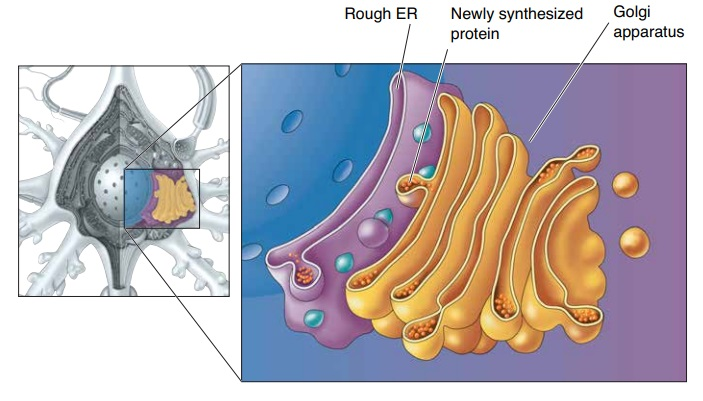 Rough ER
Newly synthesized
protein
Golgi
apparatus